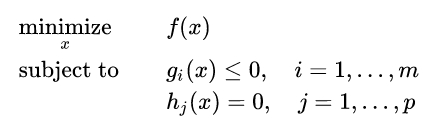 minimize f(x)
x
subject to g_i(x) ≤ 0, i = 1, . . . , m
h_j(x) = 0, j = 1, . . . , p